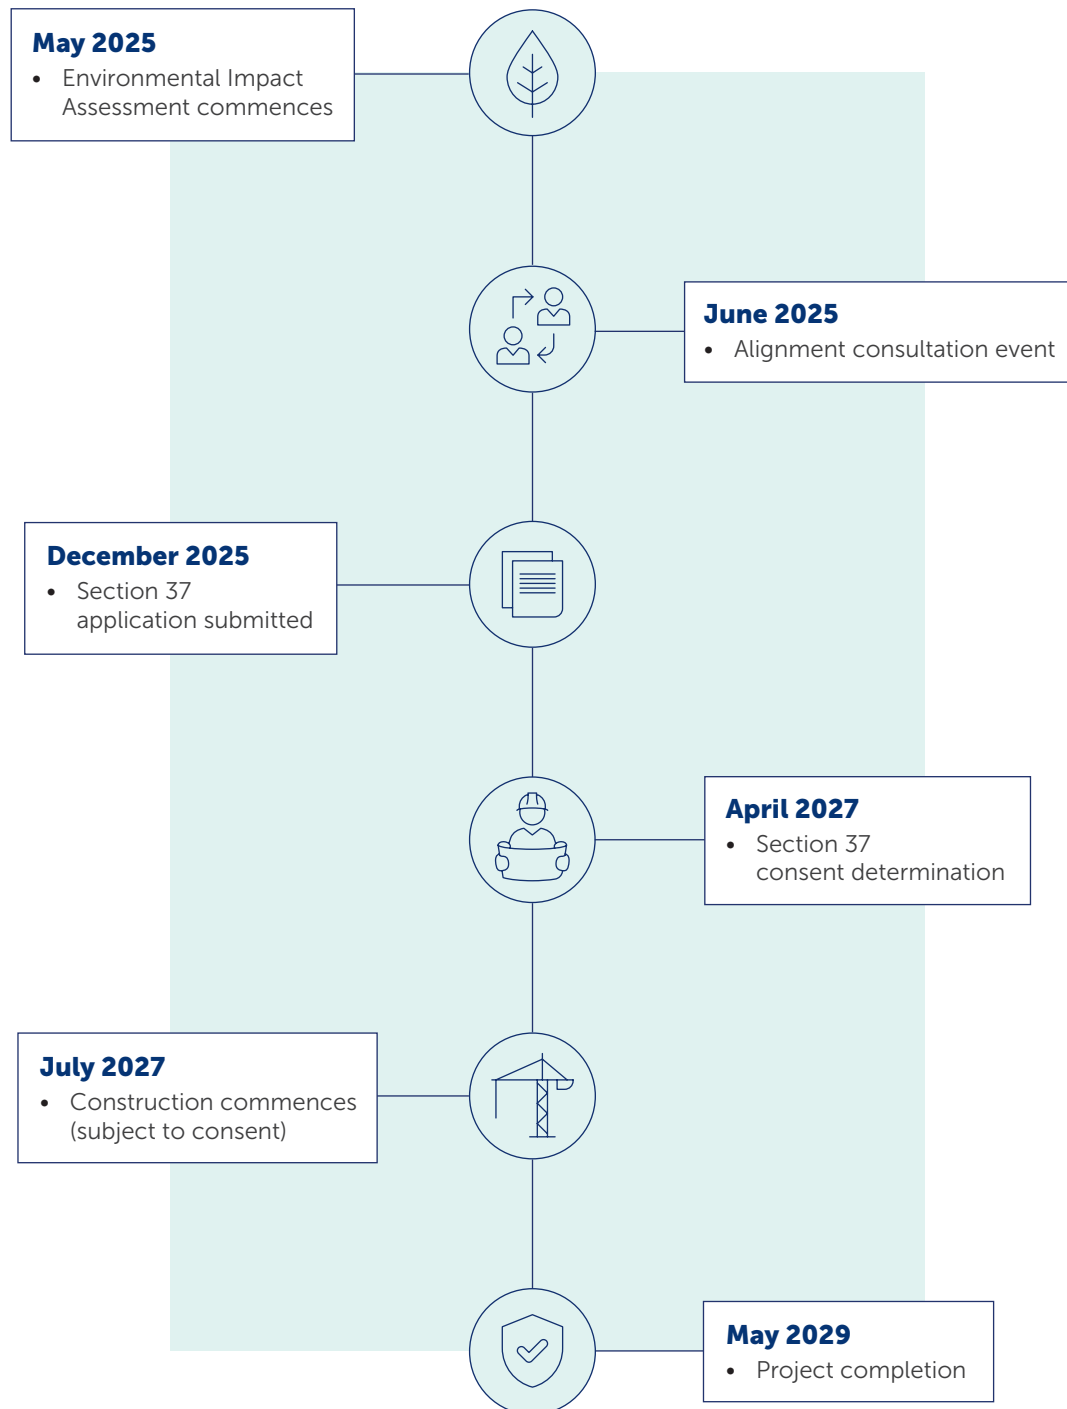 May 2025
• Environmental Impact
Assessment commences
June 2025
• Alignment consultation event
December 2025
• Section 37
application submitted
April 2027
• Section 37
consent determination
July 2027
• Construction commences
(subject to consent)
May 2029
• Project completion